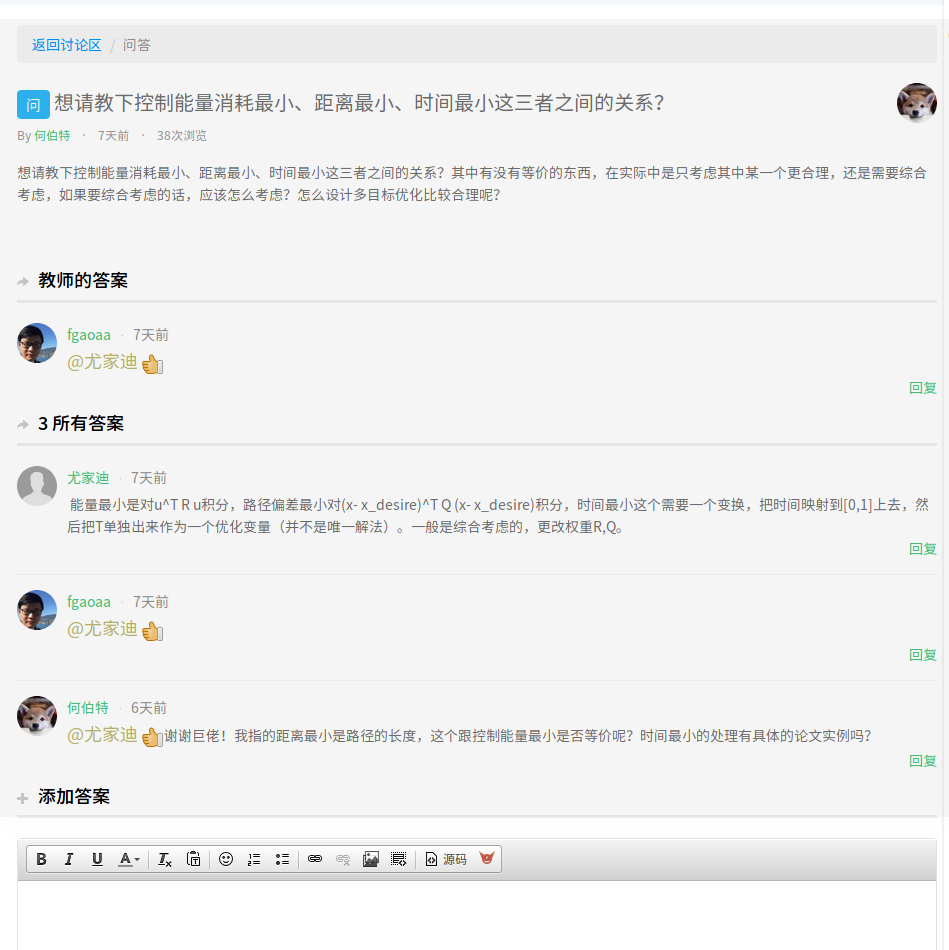 返回讨论区 / 问答
问 想请教下控制能量消耗最小、距离最小、时间最小这三者之间的关系？
By 何伯特 · 7天前 · 38次浏览
想请教下控制能量消耗最小、距离最小、时间最小这三者之间的关系？其中有没有等价的东西，在实际中是只考虑其中某一个更合理，还是需要综合
考虑，如果要综合考虑的话，应该怎么考虑？怎么设计多目标优化比较合理呢？
教师的答案
fgaoaa · 7天前
@尤家迪
回复
3 所有答案
尤家迪 · 7天前
能量最小是对u^T R u积分，路径偏差最小对(x- x_desire)^T Q (x- x_desire)积分，时间最小这个需要一个变换，把时间映射到[0,1]上去，然
后把T单独出来作为一个优化变量（并不是唯一解法）。一般是综合考虑的，更改权重R,Q。
回复
fgaoaa · 7天前
@尤家迪
回复
何伯特 · 6天前
@尤家迪 谢谢巨佬！我指的距离最小是路径的长度，这个跟控制能量最小是否等价呢？时间最小的处理有具体的论文实例吗？
回复
添加答案
B I U A 源码